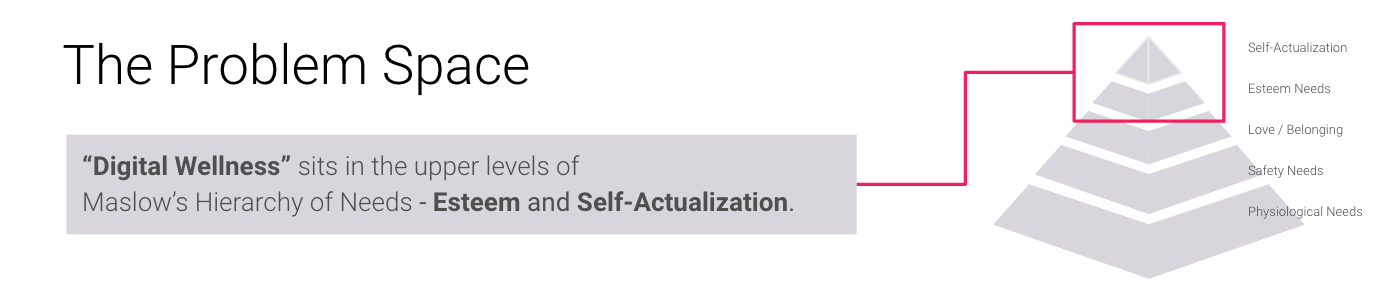 The Problem Space
“Digital Wellness” sits in the upper levels of
Maslow’s Hierarchy of Needs - Esteem and Self-Actualization.
Self-Actualization
Esteem Needs
Love / Belonging
Safety Needs
Physiological Needs